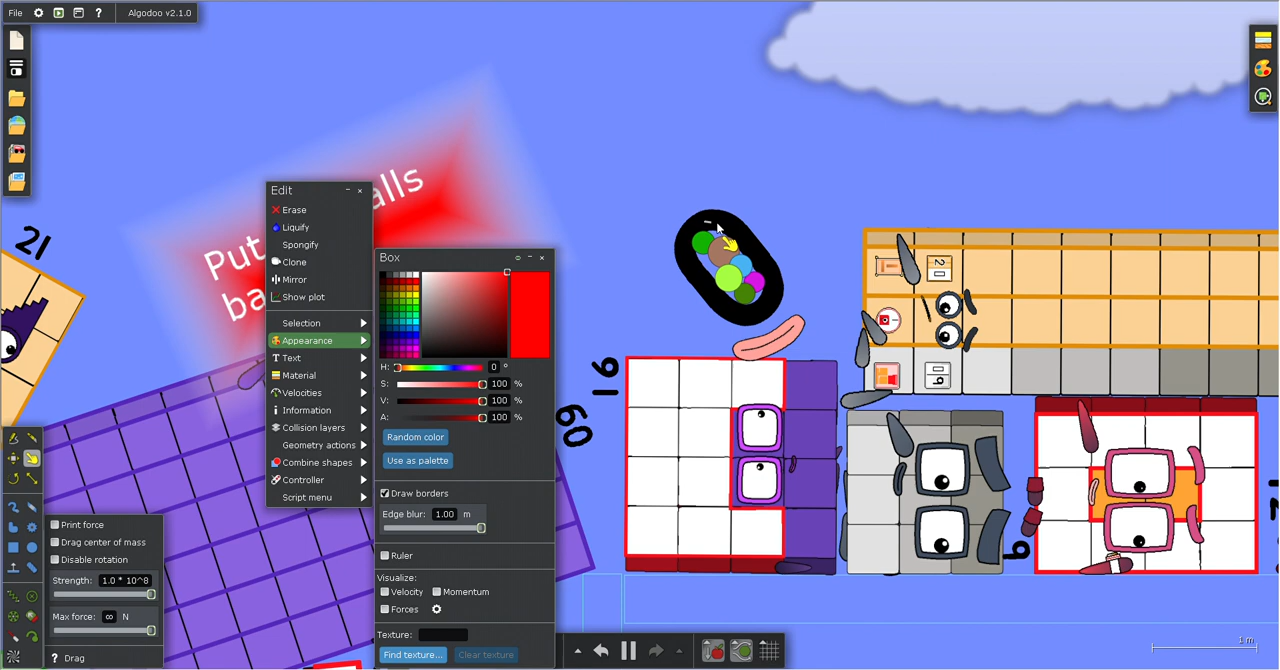 File ? Algodoo v2.1.0
21
Put alls
ba
Edit
Erase
Liquify
Spongify
Clone
Mirror
Show plot
Selection
Appearance
Text
Material
Velocities
Information
Collision layers
Geometry actions
Combine shapes
Controller
Script menu
Box
H: 0 °
S: 100 %
V: 100 %
A: 100 %
Random color
Use as palette
Draw borders
Edge blur: 1.00 m
Ruler
Visualize:
Velocity Momentum
Forces
Texture:
Find texture... Clear texture
Print force
Drag center of mass
Disable rotation
Strength: 1.0 * 10^8
Max force: ∞ N
? Drag
16
60
9
1 m